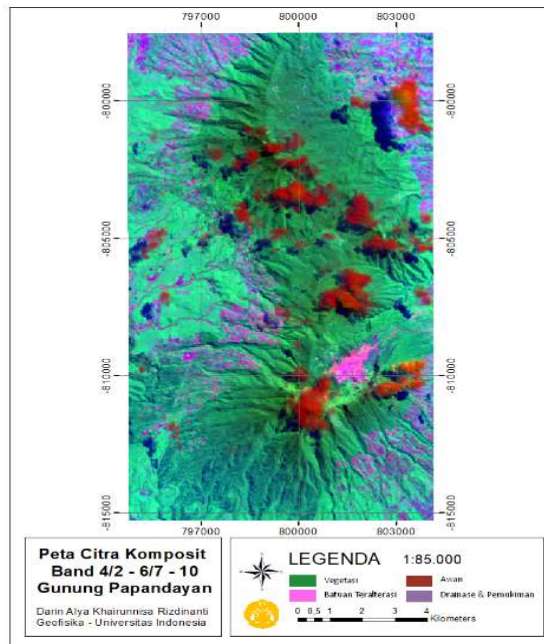 797000 800000 803000
-800000 -800000
-805000 -805000
-810000 -810000
-815000 -815000
797000 800000 803000
Peta Citra Komposit
Band 4/2 - 6/7 - 10
Gunung Papandayan
Darin Alya Khairunnisa Rizdinanti
Geofisika - Universitas Indonesia
LEGENDA 1:85.000
Vegetasi Awan
Batuan Teralterasi Drainase & Pemukiman
0 0.5 1 2 3 4
Kilometers